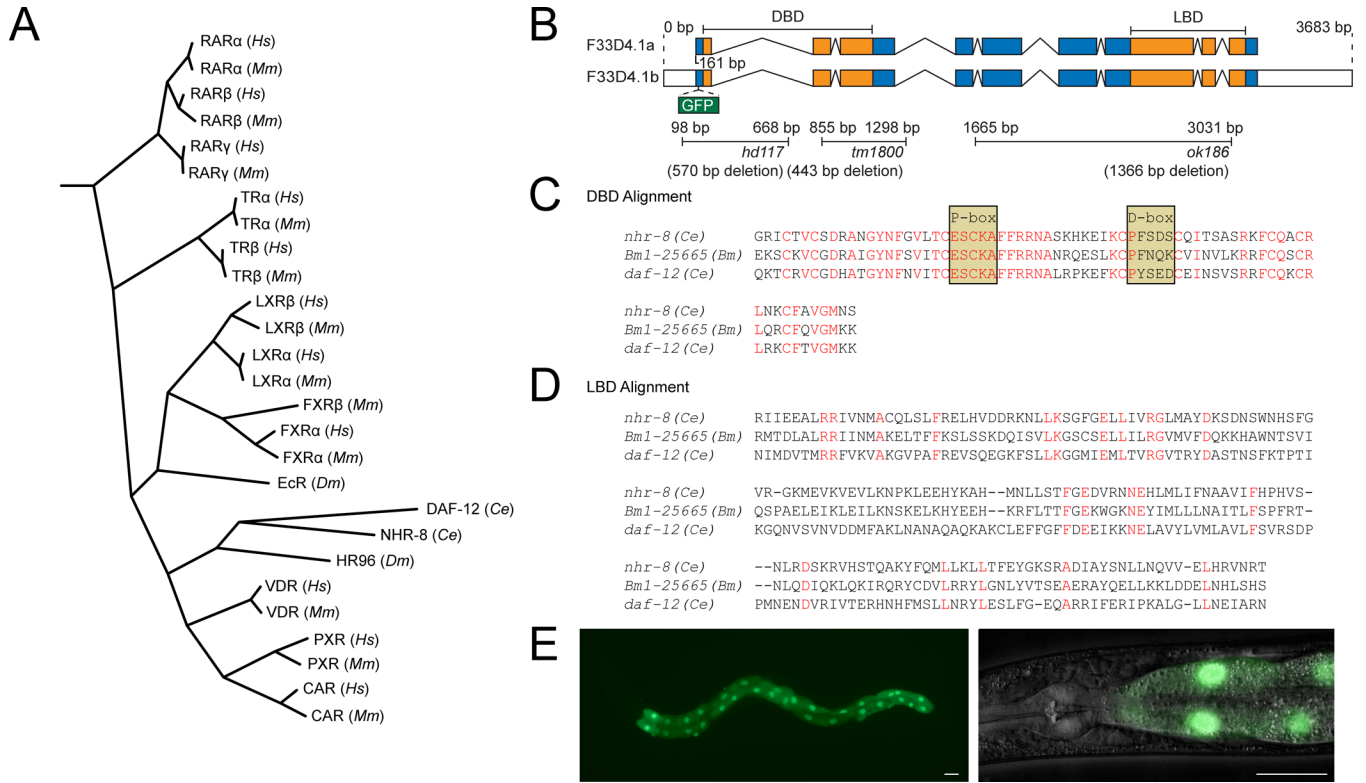 A
RARα (Hs)
RARα (Mm)
RARβ (Hs)
RARβ (Mm)
RARγ (Hs)
RARγ (Mm)
TRα (Hs)
TRα (Mm)
TRβ (Hs)
TRβ (Mm)
LXRβ (Hs)
LXRβ (Mm)
LXRα (Hs)
LXRα (Mm)
FXRβ (Mm)
FXRα (Hs)
FXRα (Mm)
EcR (Dm)
DAF-12 (Ce)
NHR-8 (Ce)
HR96 (Dm)
VDR (Hs)
VDR (Mm)
PXR (Hs)
PXR (Mm)
CAR (Hs)
CAR (Mm)
B
0 bp DBD LBD 3683 bp
F33D4.1a
161 bp
F33D4.1b
GFP
98 bp 668 bp 855 bp 1298 bp 1665 bp 3031 bp
hd117 tm1800 ok186
(570 bp deletion) (443 bp deletion) (1366 bp deletion)
C DBD Alignment
P-box D-box
nhr-8(Ce) GRICTVCSDRANGYNFGVLTCESCKAFFRRNASKHKEIKCPFSDSCQITSASRKFCQACR
Bm1-25665(Bm) EKSCKVCGDRAIGYNFSVITCESCKAFFRRNANRQESLKCPFNQKCVINVLKRRFCQSCR
daf-12(Ce) QKTCRVCGDHATGYNFNVITCESCKAFFRRNALRPKEFKCPYSEDCEINSVSRRFCQKCR
LNKCFAVGMNS
nhr-8(Ce)
Bm1-25665(Bm) LQRCFQVGMKK
daf-12(Ce) LRKCFTVGMKK
D LBD Alignment
nhr-8(Ce) RIIEEALRRIVNMACQLSLFRELHVDDRKNLLKSGFGELLIVRGLMAYDKSDNSWNHSFG
Bm1-25665(Bm) RMTDLALRRIINMAKELTFFKSLSSKDQISVLKGSCSELLILRGVMVFDQKKHAWNTSVI
daf-12(Ce) NIMDVTMRRFVKVAKGVPAFREVSQEGKFSLLKGGMIEMLTVRGVTRYDASTNSFKTPTI
nhr-8(Ce) VR-GKMEVKVEVLKNPKLEEHYKAH--MNLLSTFGEDVRNNEHLMLIFNAAVIFHPHVS-
Bm1-25665(Bm) QSPAELEIKLEILKNSKHKYEEH--KRFLTTFGEKWGKNEYIMLLLNAITLFSPFRT-
daf-12(Ce) KGQNVSVNVDDMFAKLNANAQAQKAKCLEFFGFFDEEIKKNELAVYLVMLAVLFSVRSDP
nhr-8(Ce) --NLRDSKRVHSTQAKYFQMLLKLLTFEYGKSRADIAYSNLLNQVV-ELHRVNRT
Bm1-25665(Bm) --NLQDIQKLQKIRQRYCDVLRRYLGNLYVTSEAERAYQELLKKLDDELNHLSHS
daf-12(Ce) PMNENDVRIVTERHNHFMSLLNRYLESLFG-EQARRIFERIPKALG-LLNEIARN
E